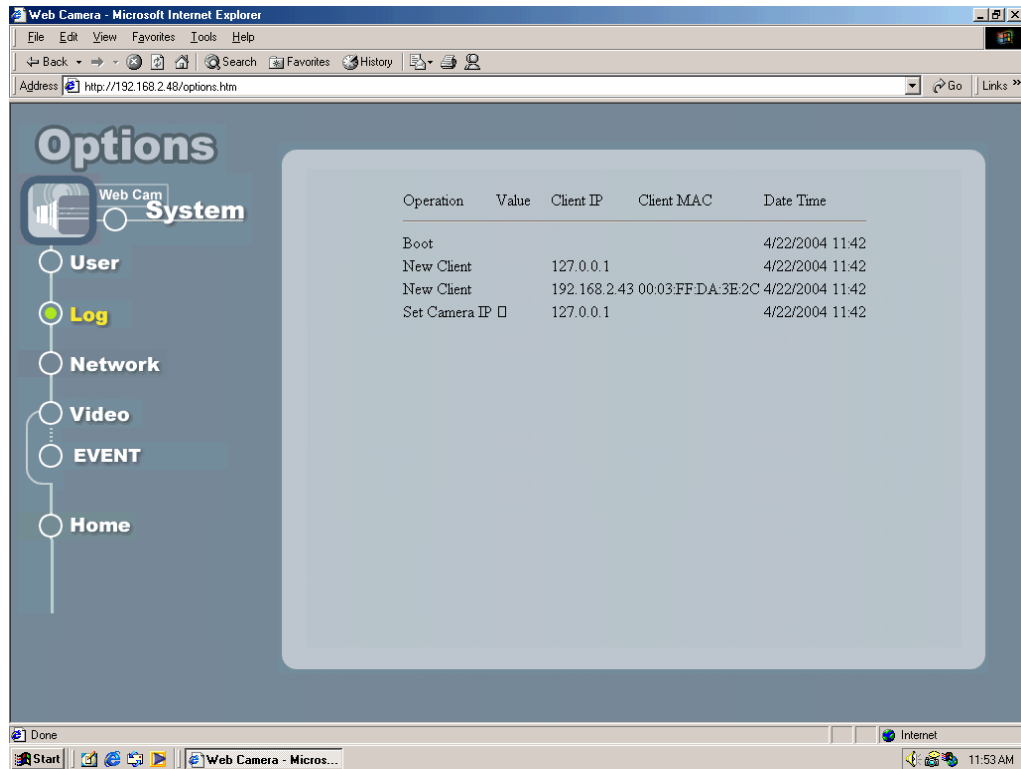 Web Camera - Microsoft Internet Explorer
File Edit View Favorites Tools Help
Back Search Favorites History
Address http://192.168.2.48/options.htm Go Links »
Options
Web Cam
System
User
Log
Network
Video
EVENT
Home
Operation Value Client IP Client MAC Date Time
Boot 4/22/2004 11:42
New Client 127.0.0.1 4/22/2004 11:42
New Client 192.168.2.43 00:03:FF:DA:3E:2C 4/22/2004 11:42
Set Camera IP 127.0.0.1 4/22/2004 11:42
Done Internet
Start Web Camera - Micros... 11:53 AM